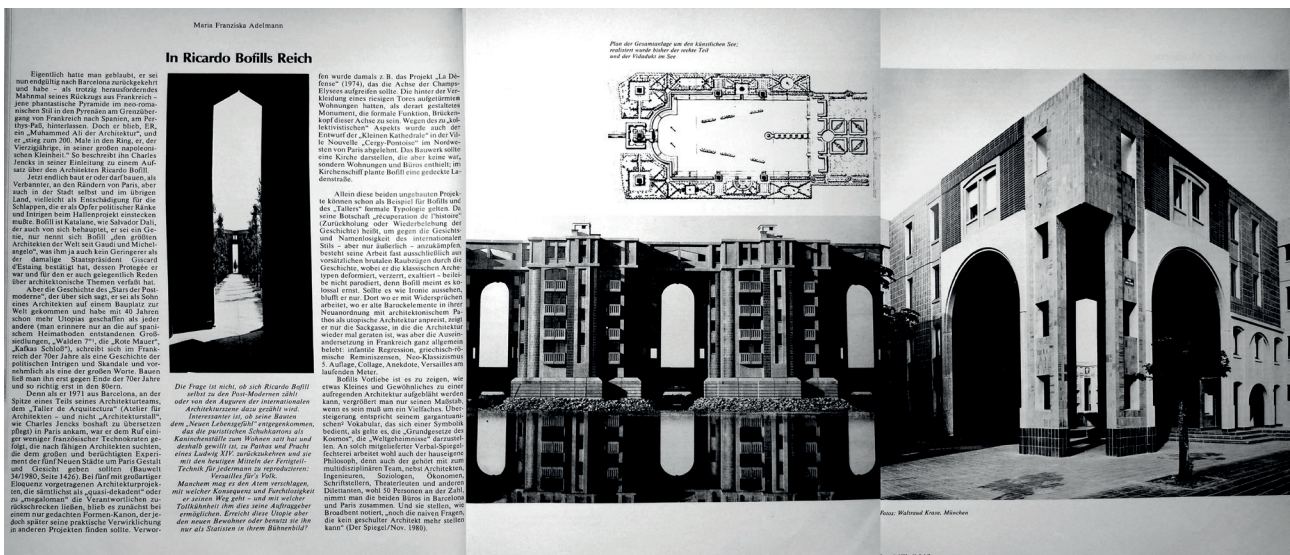 Maria Franziska Adelmann
In Ricardo Bofills Reich
Eigentlich hatte man geglaubt, er sei
nun endgültig nach Barcelona zurückgekehrt
und habe – als trotzig herausforderndes
Mahnmal seines Rückzugs aus Frankreich –
jene phantastische Pyramide im neo-roma-
nischen Stil in den Pyrenäen am Grenzüber-
gang von Frankreich nach Spanien, am Per-
thys-Paß, hinterlassen. Doch er blieb, ER,
ein „Muhammed Ali der Architektur", und
er „stieg zum 200. Male in den Ring, er, der
Vierzigjährige, in seiner großen napoleoni-
schen Kleinheit." So beschreibt ihn Charles
Jencks in seiner Einleitung zu einem Auf-
satz über den Architekten Ricardo Bofill.
Jetzt endlich baut er oder darf bauen, als
Verbannter, an den Rändern von Paris, aber
auch in der Stadt selbst und im übrigen
Land, vielleicht als Entschädigung für die
Schlappen, die er als Opfer politischer Ränke
und Intrigen beim Hallenprojekt einstecken
mußte. Bofill ist Katalane, wie Salvador Dali,
der auch von sich behauptet, er sei ein Ge-
nie, nur nennt sich Bofill „den größten
Architekten der Welt seit Gaudi und Michel-
angelo", was ihm ja auch kein Geringerer als
der damalige Staatspräsident Giscard
d'Estaing bestätigt hat, dessen Protegée er
war und für den er auch gelegentlich Reden
über architektonische Themen verfaßt hat.
Aber die Geschichte des „Stars der Post-
moderne", der über sich sagt, er sei als Sohn
eines Architekten auf einem Bauplatz zur
Welt gekommen und habe mit 40 Jahren
schon mehr Utopias geschaffen als jeder
andere (man erinnere nur an die auf spani-
schem Heimatboden entstandenen Groß-
siedlungen, „Walden 7"¹, die „Rote Mauer",
„Kafkas Schloß"), schreibt sich im Frank-
reich der 70er Jahre als eine Geschichte der
politischen Intrigen und Skandale und vor-
nehmlich als eine der großen Worte. Bauen
ließ man ihn erst gegen Ende der 70er Jahre
und so richtig erst in den 80ern.
Denn als er 1971 aus Barcelona, an der
Spitze eines Teils seines Architekturteams,
dem „Taller de Arquitectura" (Atelier für
Architekten – und nicht „Architekturstall",
wie Charles Jencks boshaft zu übersetzen
pflegt) in Paris ankam, war er dem Ruf eini-
ger weniger französischer Technokraten ge-
folgt, die nach fähigen Architekten suchten,
die dem großen und berüchtigten Experi-
ment der fünf Neuen Städte um Paris Gestalt
und Gesicht geben sollten (Bauwelt
34/1980, Seite 1426). Bei fünf mit großartiger
Eloquenz vorgetragenen Architekturprojek-
ten, die sämtlichst als „quasi-dekadent" oder
zu „megaloman" die Verantwortlichen zu-
rückschrecken ließen, blieb es zunächst bei
einem nur gedachten Formen-Kanon, der je-
doch später seine praktische Verwirklichung
in anderen Projekten finden sollte. Verwor-
Die Frage ist nicht, ob sich Ricardo Bofill
selbst zu den Post-Modernen zählt
oder von den Auguren der internationalen
Architekturszene dazu gezählt wird.
Interessanter ist, ob seine Bauten
dem „Neuen Lebensgefühl" entgegenkommen,
das die puristischen Schuhkartons als
Kaninchenställe zum Wohnen satt hat und
deshalb gewillt ist, zu Pathos und Pracht
eines Ludwig XIV. zurückzukehren und sie
mit den heutigen Mitteln der Fertigteil-
Technik für jedermann zu reproduzieren:
Versailles für's Volk.
Manchem mag es den Atem verschlagen,
mit welcher Konsequenz und Furchtlosigkeit
er seinen Weg geht – und mit welcher
Tollkühnheit ihm dies seine Auftraggeber
ermöglichen. Erreicht diese Utopie aber
den neuen Bewohner oder benutzt sie ihn
nur als Statisten in ihrem Bühnenbild?
fen wurde damals z. B. das Projekt „La Dé-
fense" (1974), das die Achse der Champs-
Elysees aufgreifen sollte. Die hinter der Ver-
kleidung eines riesigen Tores aufgetürmten
Wohnungen hatten, als derart gestaltetes
Monument, die formale Funktion, Brücken-
kopf dieser Achse zu sein. Wegen des zu „kol-
lektivistischen" Aspekts wurde auch der
Entwurf der „Kleinen Kathedrale" in der Vil-
le Nouvelle „Cergy-Pontoise" im Nordwe-
sten von Paris abgelehnt. Das Bauwerk sollte
eine Kirche darstellen, die aber keine war,
sondern Wohnungen und Büros enthielt; im
Kirchenschiff plante Bofill eine gedeckte La-
denstraße.
Allein diese beiden ungebauten Projek-
te können schon als Beispiel für Bofills und
des „Tallers" formale Typologie gelten. Da
seine Botschaft „récuperation de l'histoire"
(Zurückholung oder Wiederbelebung der
Geschichte) heißt, um gegen die Gesichts-
und Namenlosigkeit des internationalen
Stils – aber nur äußerlich – anzukämpfen,
besteht seine Arbeit fast ausschließlich aus
vorsätzlichen brutalen Raubzügen durch die
Geschichte, wobei er die klassischen Arche-
typen deformiert, verzerrt, exaltiert – beilei-
be nicht parodiert, denn Bofill meint es ko-
lossal ernst. Sollte es wie Ironie aussehen,
blufft er nur. Dort wo er mit Widersprüchen
arbeitet, wo er alte Barockelemente in ihrer
Neuanordnung mit architektonischem Pa-
thos als utopische Architektur anpreist, zeigt
er nur die Sackgasse, in die die Architektur
wieder mal geraten ist, was aber die Ausein-
andersetzung in Frankreich ganz allgemein
belebt: infantile Regression, griechisch-rö-
mische Reminiszensen, Neo-Klassizismus
5. Auflage, Collage, Anekdote, Versailles am
laufenden Meter.
Bofills Vorliebe ist es zu zeigen, wie
etwas Kleines und Gewöhnliches zu einer
aufregenden Architektur aufgebläht werden
kann, vergrößert man nur seinen Maßstab,
wenn es sein muß um ein Vielfaches. Über-
steigerung entspricht seinem gargantuani-
schen² Vokabular, das sich einer Symbolik
bedient, als gelte es, die „Grundgesetze des
Kosmos", die „Weltgeheimnisse" darzustel-
len. An solch mitgelieferter Verbal-Spiegel-
fechterei arbeitet wohl auch der hauseigene
Philosoph, denn auch der gehört mit zum
multidisziplinären Team, nebst Architekten,
Ingenieuren, Soziologen, Ökonomen,
Schriftstellern, Theaterleuten und anderen
Dilettanten, wohl 50 Personen an der Zahl,
nimmt man die beiden Büros in Barcelona
und Paris zusammen. Und sie stellen, wie
Broadbent notiert, „noch die naiven Fragen,
die kein geschulter Architekt mehr stellen
kann" (Der Spiegel/Nov. 1980).
Plan der Gesamtanlage um den künstlichen See;
realisiert wurde bisher der rechte Teil
und der Viadukt im See
Fotos: Waltraud Krase, München